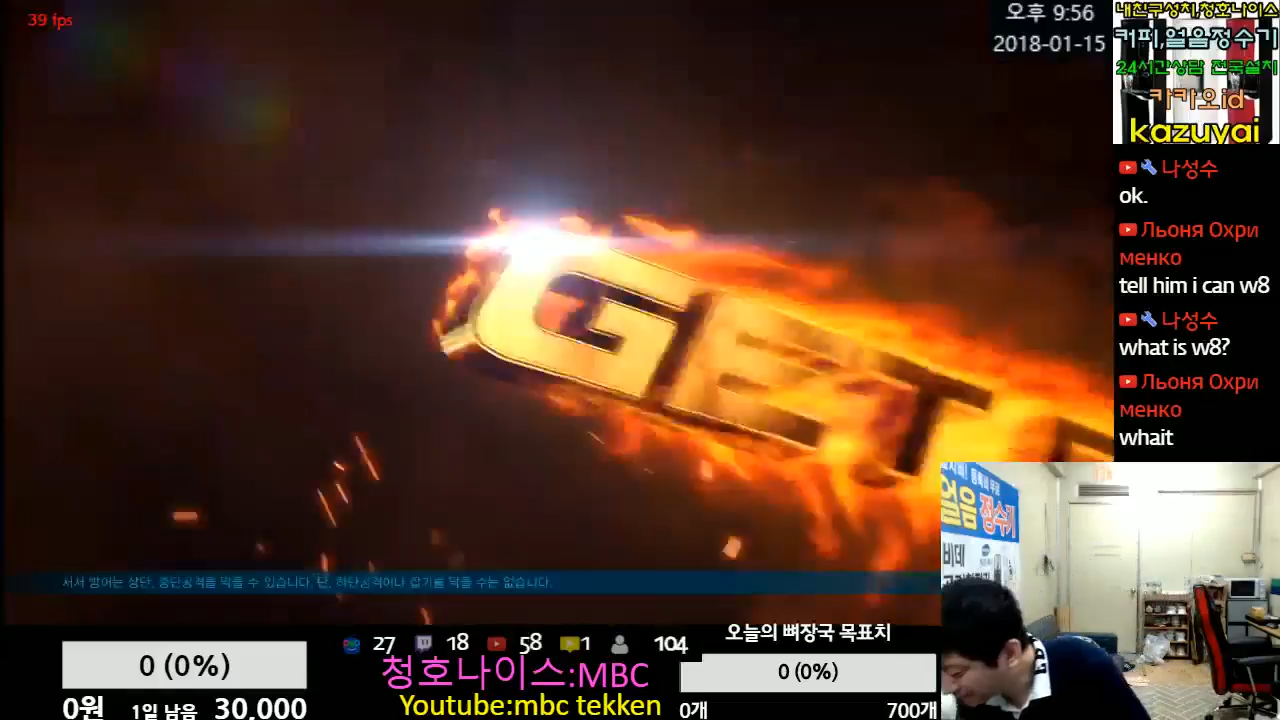 39 fps
오후 9:56
2018-01-15
내친구성치,청호나이스
커피,얼음정수기
24시간상담 전국설치
카카오id
kazuyai
나성수
ok.
Льоня Охри
менко
tell him i can w8
나성수
what is w8?
Льоня Охри
менко
whait
GET
얼음 정수기
비데
서서 방어는 상단, 중단공격을 막을 수 있습니다. 단, 하단공격이나 잡기를 막을 수는 없습니다.
27 18 58 1 104
오늘의 뼈장국 목표치
0 (0%)
청호나이스:MBC
0 (0%)
0원 1일 남음 30,000
Youtube:mbc tekken
0개 700개